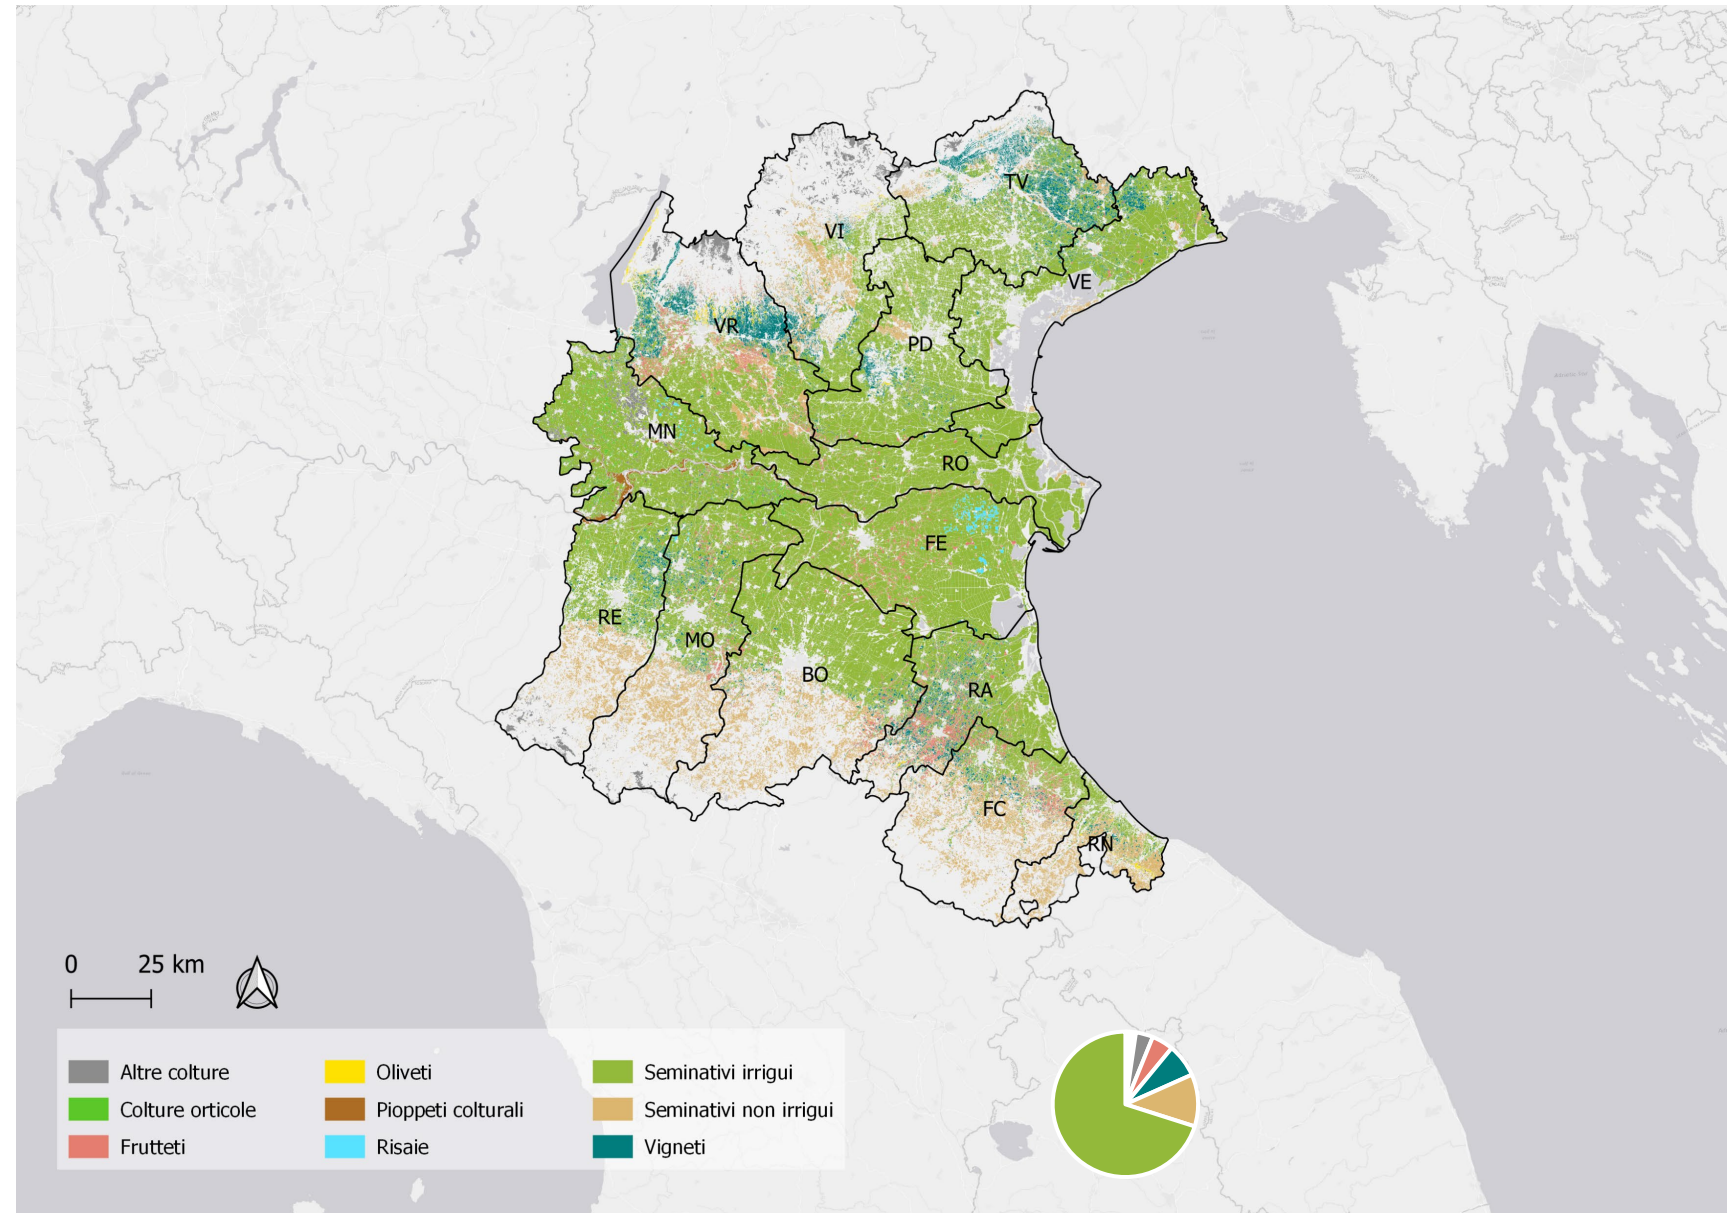 TV
VI
VE
VR
PD
MN
RO
FE
RE
MO
BO
RA
FC
RN
0 25 km
Altre colture
Oliveti
Seminativi irrigui
Colture orticole
Pioppeti colturali
Seminativi non irrigui
Frutteti
Risaie
Vigneti